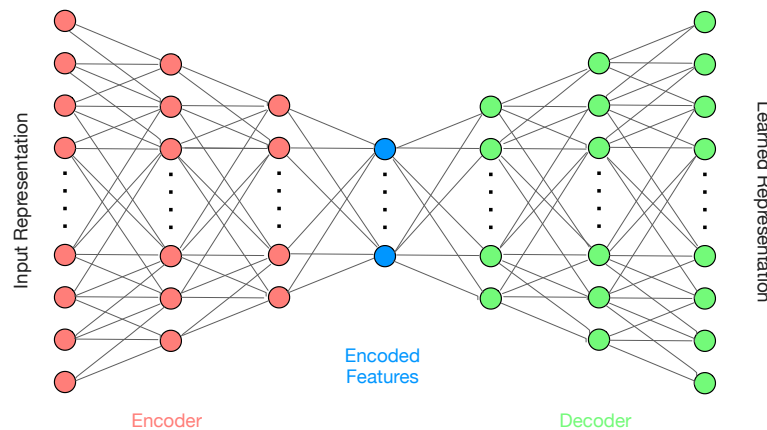 Input Representation
Learned Representation
Encoded
Features
Encoder
Decoder